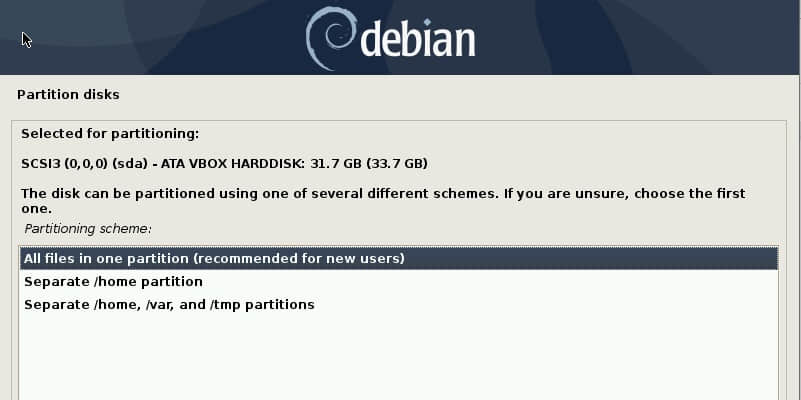 debian
Partition disks
Selected for partitioning:
SCSI3 (0,0,0) (sda) - ATA VBOX HARDDISK: 31.7 GB (33.7 GB)
The disk can be partitioned using one of several different schemes. If you are unsure, choose the first
one.
Partitioning scheme:
All files in one partition (recommended for new users)
Separate /home partition
Separate /home, /var, and /tmp partitions